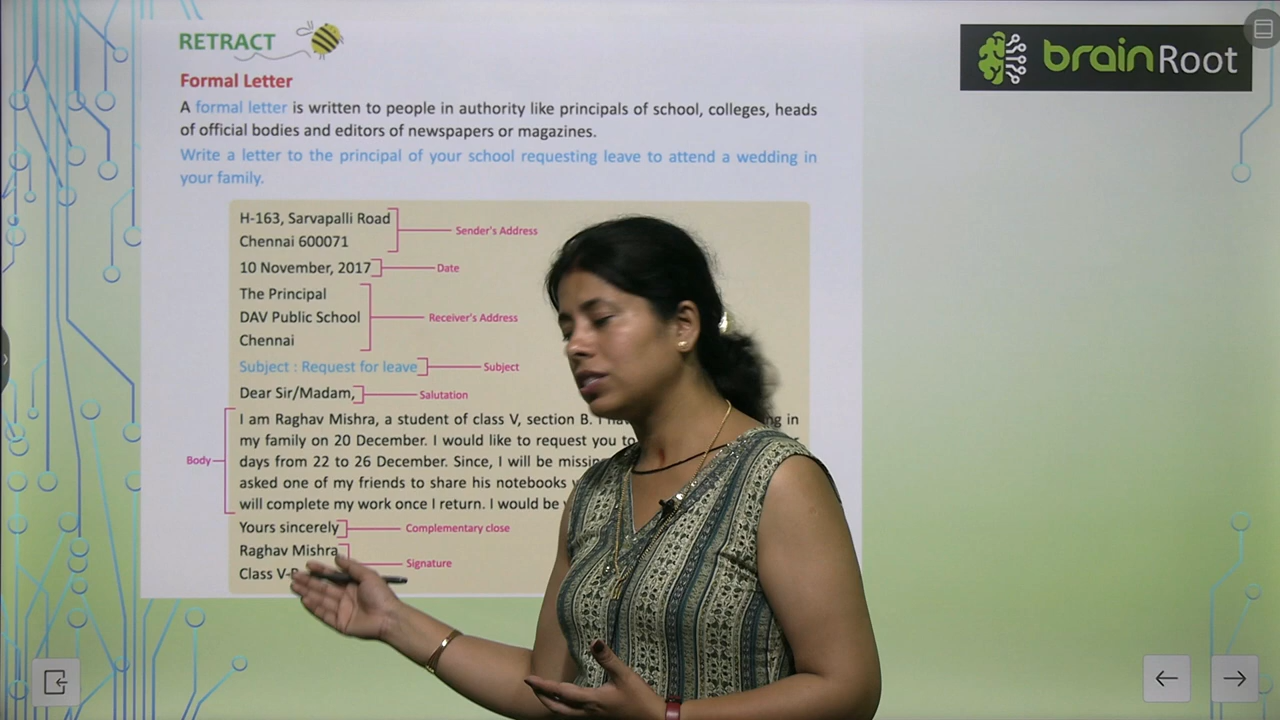 RETRACT
brainRoot
Formal Letter
A formal letter is written to people in authority like principals of school, colleges, heads
of official bodies and editors of newspapers or magazines.
Write a letter to the principal of your school requesting leave to attend a wedding in
your family.
H-163, Sarvapalli Road
Chennai 600071
Sender's Address
10 November, 2017
Date
The Principal
DAV Public School
Chennai
Receiver's Address
Subject : Request for leave
Subject
Dear Sir/Madam,
Salutation
Body
I am Raghav Mishra, a student of class V, section B. I in
my family on 20 December. I would like to request you to
days from 22 to 26 December. Since, I will be
asked one of my friends to share his notebooks
will complete my work once I return. I would be
Yours sincerely
Complementary close
Raghav Mishra
Class
Signature